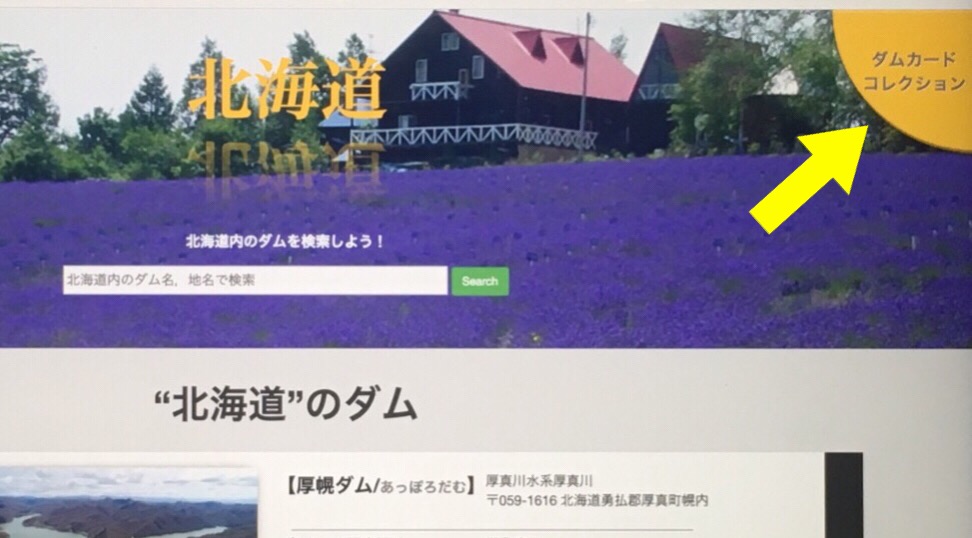 北海道
ダムカード
コレクション
北海道内のダムを検索しよう！
北海道内のダム名，地名で検索
Search
“北海道”のダム
【厚幌ダム/あっぽろだむ】
厚真川水系厚真川
〒059-1616 北海道勇払郡厚真町幌内